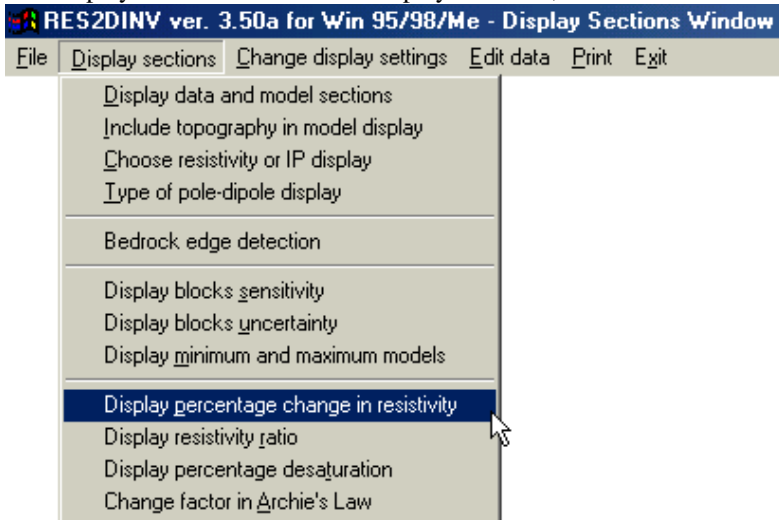 RES2DINV ver. 3.50a for Win 95/98/Me - Display Sections Window
File Display sections Change display settings Edit data Print Exit
Display data and model sections
Include topography in model display
Choose resistivity or IP display
Type of pole-dipole display
Bedrock edge detection
Display blocks sensitivity
Display blocks uncertainty
Display minimum and maximum models
Display percentage change in resistivity
Display resistivity ratio
Display percentage desaturation
Change factor in Archie's Law